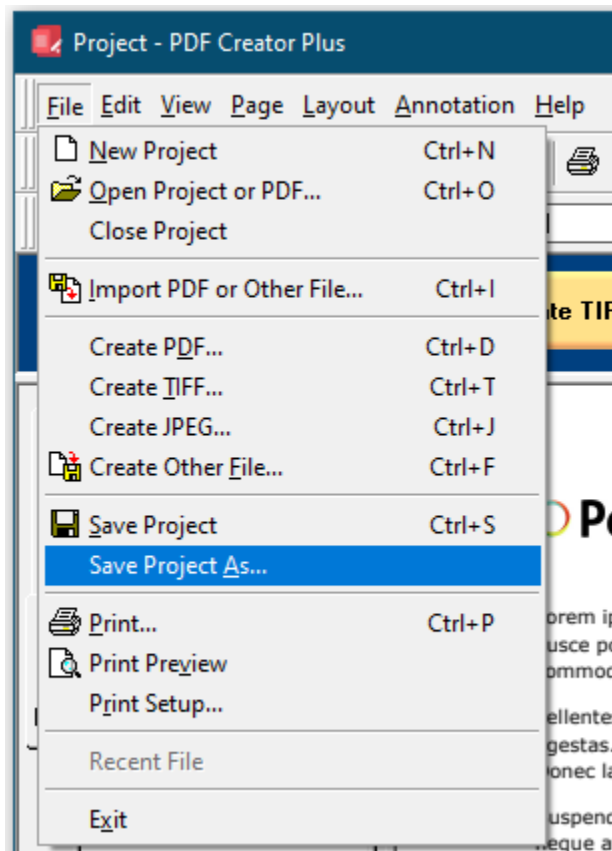 Project - PDF Creator Plus
File Edit View Page Layout Annotation Help
New Project Ctrl+N
Open Project or PDF... Ctrl+O
Close Project
Import PDF or Other File... Ctrl+I
Create PDF... Ctrl+D
Create TIFF... Ctrl+T
Create JPEG... Ctrl+J
Create Other File... Ctrl+F
Save Project Ctrl+S
Save Project As...
Print... Ctrl+P
Print Preview
Print Setup...
Recent File
Exit